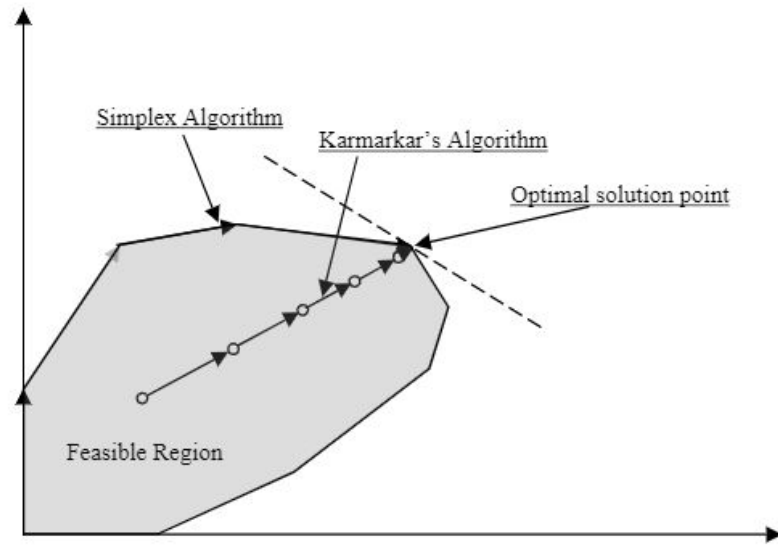 Simplex Algorithm
Karmarkar’s Algorithm
Optimal solution point
Feasible Region